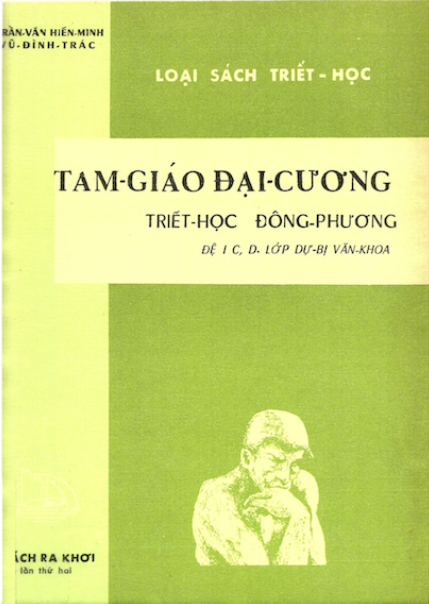 RẦN-VĂN HIẾN-MINH
VŨ-ĐÌNH-TRÁC
LOẠI SÁCH TRIẾT-HỌC
TAM-GIÁO ĐẠI-CƯƠNG
TRIẾT-HỌC ĐÔNG-PHƯƠNG
ĐỆ I C, D- LỚP DỰ-BỊ VĂN-KHOA
ÁCH RA KHƠI
lần thứ hai